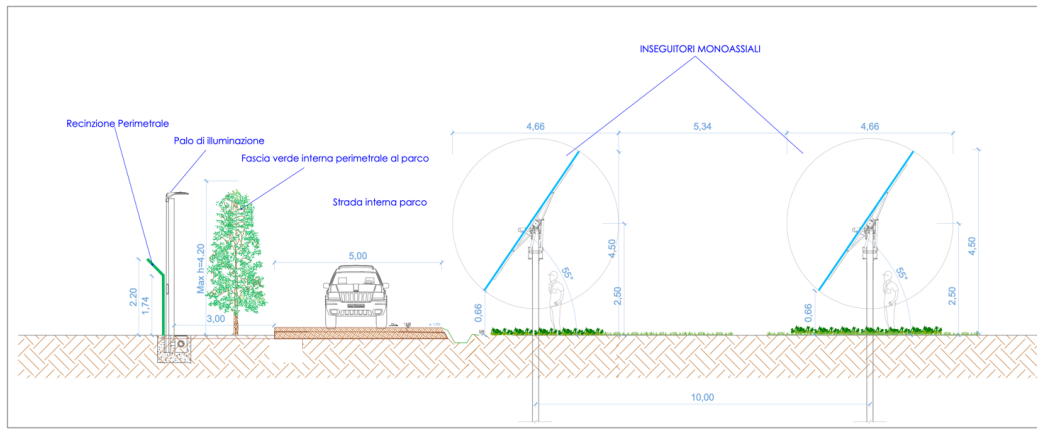 INSEGUITORI MONOASSIALI
Recinzione Perimetrale
Palo di illuminazione
Fascia verde interna perimetrale al parco
Strada interna parco
4,66
5,34
4,66
Max h=4.20
5,00
2.20
1,74
3,00
55°
4,50
2,50
0,66
55°
4,50
2,50
0,66
10,00